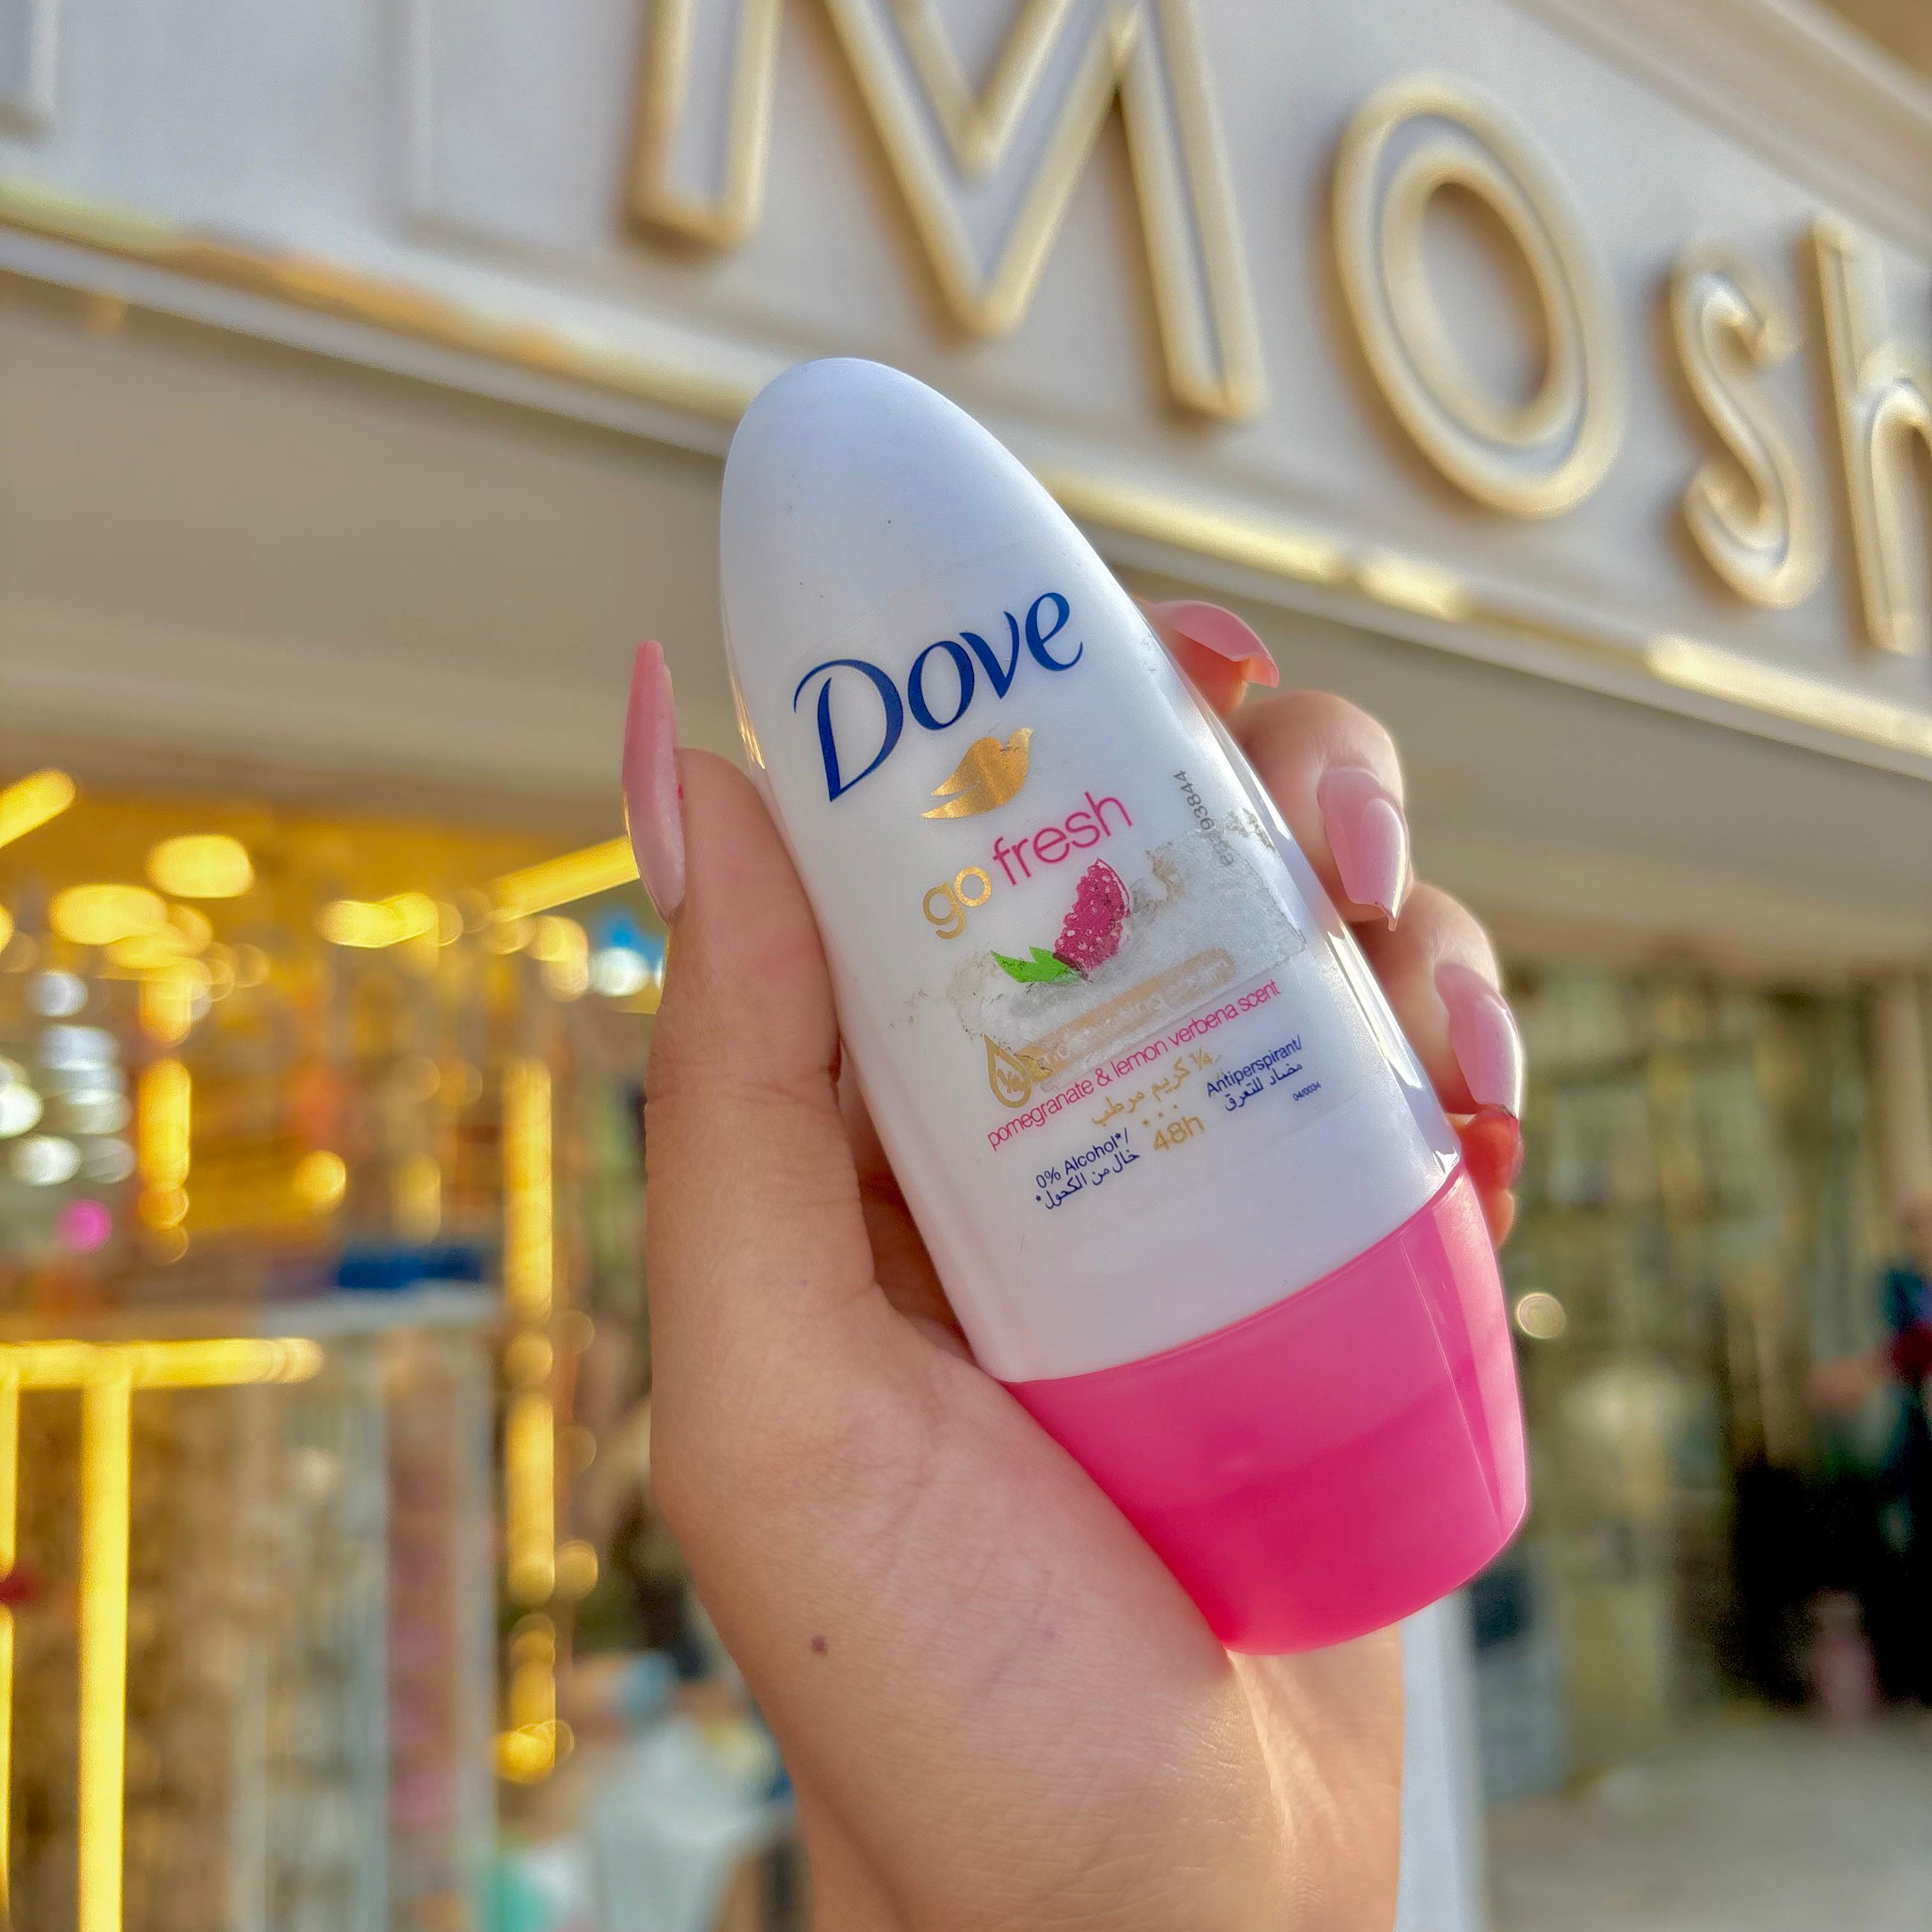 Mosh
Dove
go fresh
pomegranate & lemon verbena scent
¼ كريم مرطب
0% Alcohol*/
خال من الكحول*
48h
Antiperspirant/
مضاد للتعرق